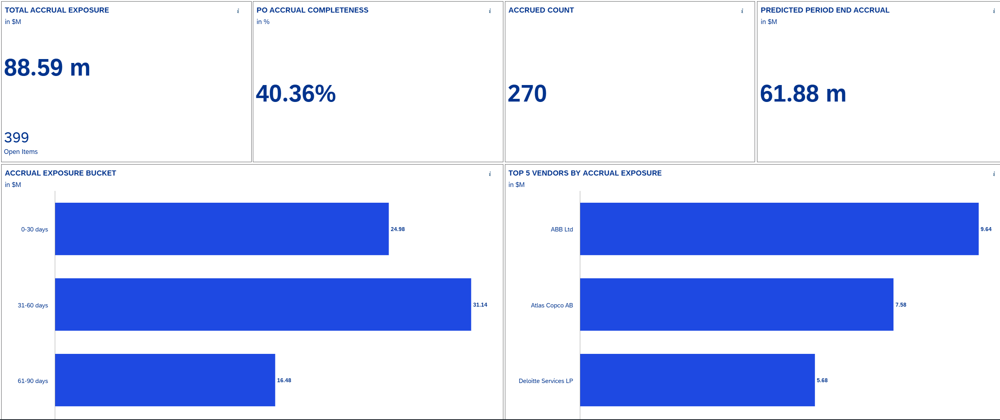 TOTAL ACCRUAL EXPOSURE
i
in $M
88.59 m
399
Open Items
PO ACCRUAL COMPLETENESS
i
in %
40.36%
ACCRUED COUNT
i
270
PREDICTED PERIOD END ACCRUAL
i
in $M
61.88 m
ACCRUAL EXPOSURE BUCKET
i
in $M
0-30 days
24.98
31-60 days
31.14
61-90 days
16.48
TOP 5 VENDORS BY ACCRUAL EXPOSURE
i
in $M
ABB Ltd
9.64
Atlas Copco AB
7.58
Deloitte Services LP
5.68